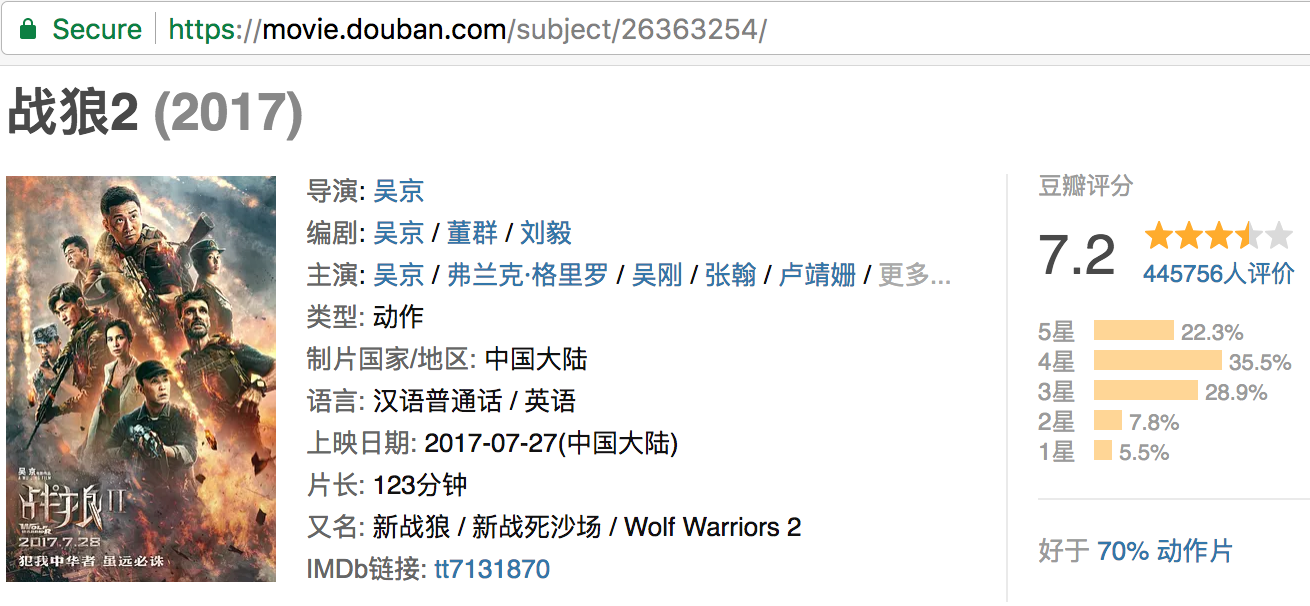 Secure https://movie.douban.com/subject/26363254/
战狼2 (2017)
导演: 吴京
编剧: 吴京 / 董群 / 刘毅
主演: 吴京 / 弗兰克·格里罗 / 吴刚 / 张翰 / 卢靖姗 / 更多...
类型: 动作
制片国家/地区: 中国大陆
语言: 汉语普通话 / 英语
上映日期: 2017-07-27(中国大陆)
片长: 123分钟
又名: 新战狼 / 新战死沙场 / Wolf Warriors 2
IMDb链接: tt7131870
吴京
战狼II
2017.7.28
犯我中华者 虽远必诛
豆瓣评分
7.2
445756人评价
5星 22.3%
4星 35.5%
3星 28.9%
2星 7.8%
1星 5.5%
好于 70% 动作片